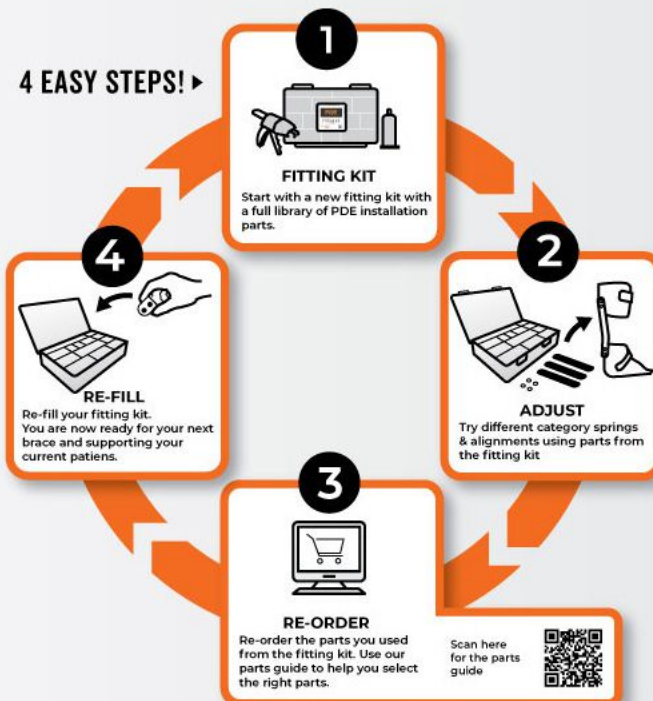 4 EASY STEPS!
1
FITTING KIT
Start with a new fitting kit with
a full library of PDE installation
parts.
2
ADJUST
Try different category springs
& alignments using parts from
the fitting kit
3
RE-ORDER
Re-order the parts you used
from the fitting kit. Use our
parts guide to help you select
the right parts.
Scan here
for the parts
guide
4
RE-FILL
Re-fill your fitting kit.
You are now ready for your next
brace and supporting your
current patiens.